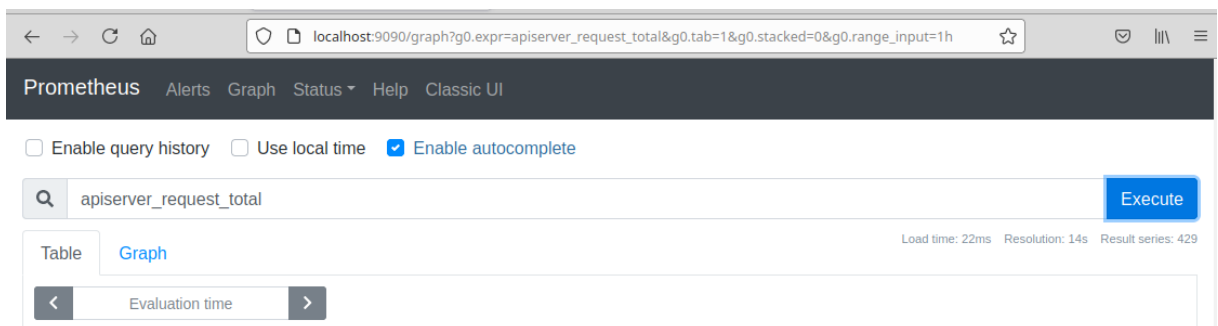 localhost:9090/graph?g0.expr=apiserver_request_total&g0.tab=1&g0.stacked=0&g0.range_input=1h
Prometheus Alerts Graph Status Help Classic UI
Enable query history Use local time Enable autocomplete
apiserver_request_total Execute
Load time: 22ms Resolution: 14s Result series: 429
Table Graph
Evaluation time